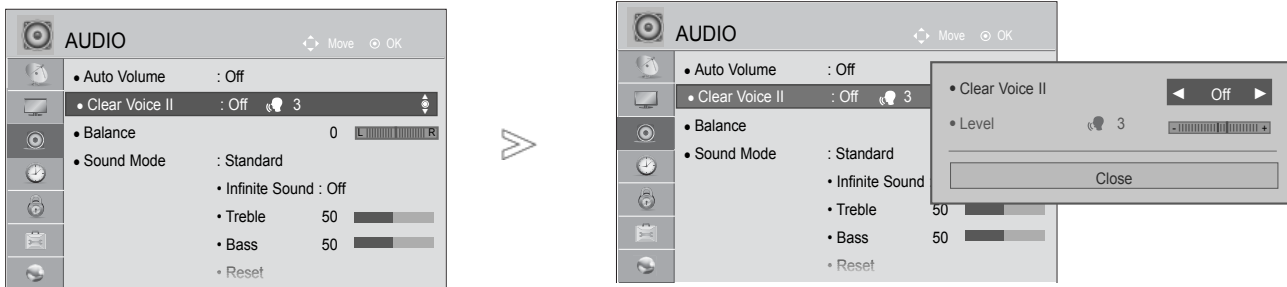 AUDIO
Move OK
• Auto Volume : Off
• Clear Voice II : Off 3
• Balance 0 L R
• Sound Mode : Standard
• Infinite Sound : Off
• Treble 50
• Bass 50
• Reset
AUDIO
Move OK
• Auto Volume : Off
• Clear Voice II : Off 3
• Balance
• Sound Mode : Standard
• Infinite Sound :
• Treble 50
• Bass 50
• Reset
• Clear Voice II ◄ Off ►
• Level 3 - +
Close